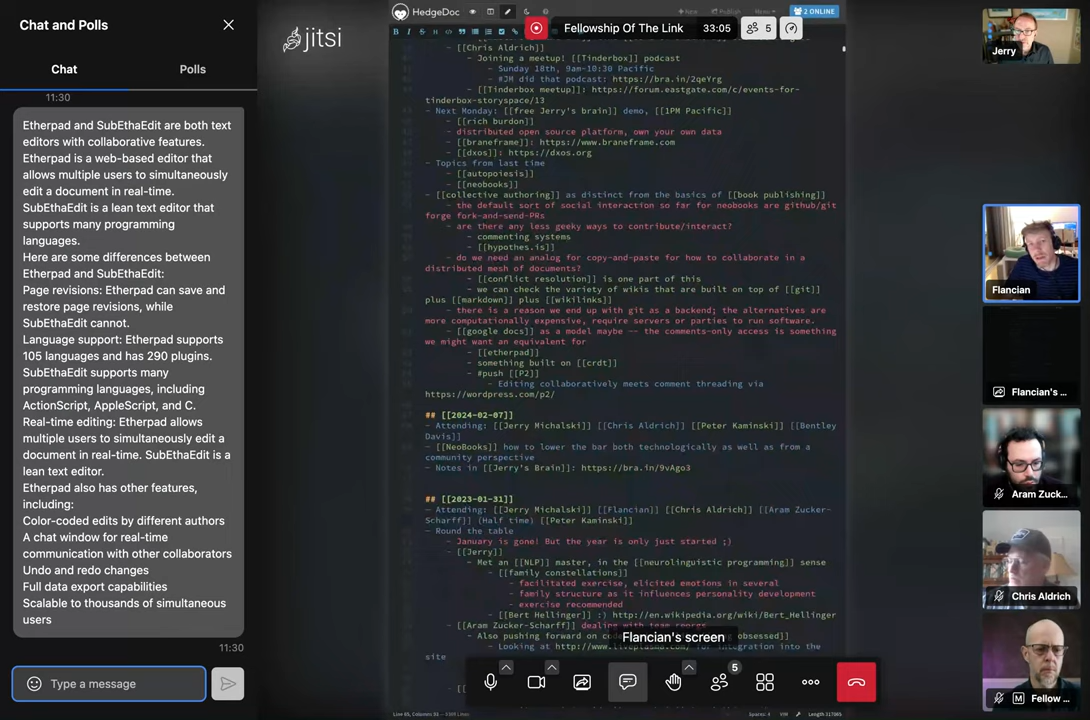 Chat and Polls
Chat
Polls
11:30
Etherpad and SubEthaEdit are both text
editors with collaborative features.
Etherpad is a web-based editor that
allows multiple users to simultaneously
edit a document in real-time.
SubEthaEdit is a lean text editor that
supports many programming
languages.
Here are some differences between
Etherpad and SubEthaEdit:
Page revisions: Etherpad can save and
restore page revisions, while
SubEthaEdit cannot.
Language support: Etherpad supports
105 languages and has 290 plugins.
SubEthaEdit supports many
programming languages, including
ActionScript, AppleScript, and C.
Real-time editing: Etherpad allows
multiple users to simultaneously edit a
document in real-time. SubEthaEdit is a
lean text editor.
Etherpad also has other features,
including:
Color-coded edits by different authors
A chat window for real-time
communication with other collaborators
Undo and redo changes
Full data export capabilities
Scalable to thousands of simultaneous
users
11:30
Type a message
jitsi
HedgeDoc
+ New
Publish
Menu
2 ONLINE
Fellowship Of The Link
33:05
5
- [[Chris Aldrich]]
- Joining a meetup! [[Tinderbox]] podcast
- Sunday 18th, 9am-10:30 Pacific
- #JM did that podcast: https://bra.in/2qeYrg
- [[Tinderbox meetup]]: https://forum.eastgate.com/c/events-for-
tinderbox-storyspace/13
- Next Monday: [[free Jerry's brain]] demo, [[1PM Pacific]]
- [[rich burdon]]
- distributed open source platform, own your own data
- [[braneframe]]: https://www.braneframe.com
- [[dxos]]: https://dxos.org
- Topics from last time
- [[autopoiesis]]
- [[neobooks]]
- [[collective authoring]] as distinct from the basics of [[book publishing]]
- the default sort of social interaction so far for neobooks are github/git
forge fork-and-send-PRs
- are there any less geeky ways to contribute/interact?
- commenting systems
- [[hypothes.is]]
- do we need an analog for copy-and-paste for how to collaborate in a
distributed mesh of documents?
- [[conflict resolution]] is one part of this
- we can check the variety of wikis that are built on top of [[git]]
plus [[markdown]] plus [[wikilinks]]
- there is a reason we end up with git as a backend; the alternatives are
more computationally expensive, require servers or parties to run software.
- [[google docs]] as a model maybe -- the comments-only access is something
we might want an equivalent for
- [[etherpad]]
- something built on [[crdt]]
- #push [[P2]]
- Editing collaboratively meets comment threading via
https://wordpress.com/p2/
## [[2024-02-07]]
- Attending: [[Jerry Michalski]] [[Chris Aldrich]] [[Peter Kaminski]] [[Bentley
Davis]]
- [[NeoBooks]] how to lower the bar both technologically as well as from a
community perspective
- Notes in [[Jerry's Brain]]: https://bra.in/9vAgo3
## [[2023-01-31]]
- Attending: [[Jerry Michalski]] [[Flancian]] [[Chris Aldrich]] [[Aram Zucker-
Scharff]] (Half time) [[Peter Kaminski]]
- Round the table
- January is gone! But the year is only just started ;)
- [[Jerry]]
- Met an [[NLP]] master, in the [[neurolinguistic programming]] sense
- [[family constellations]]
- facilitated exercise, elicited emotions in several
- family structure as it influences personality development
- exercise recommended
- [[Bert Hellinger]] :) http://en.wikipedia.org/wiki/Bert_Hellinger
- [[Aram Zucker-Scharff]] dealing with team reorgs
- Also pushing forward on
obsessed]]
- Looking at
for integration into the
site
Flancian's screen
5
Jerry
Flancian
Flancian's ...
Aram Zuck...
Chris Aldrich
M
Fellow ...